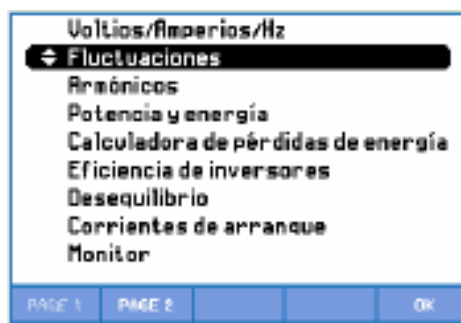 Voltios/Amperios/Hz
Fluctuaciones
Armónicos
Potencia y energía
Calculadora de pérdidas de energía
Eficiencia de inversores
Desequilibrio
Corrientes de arranque
Monitor
PAGE 1 PAGE 2 OK